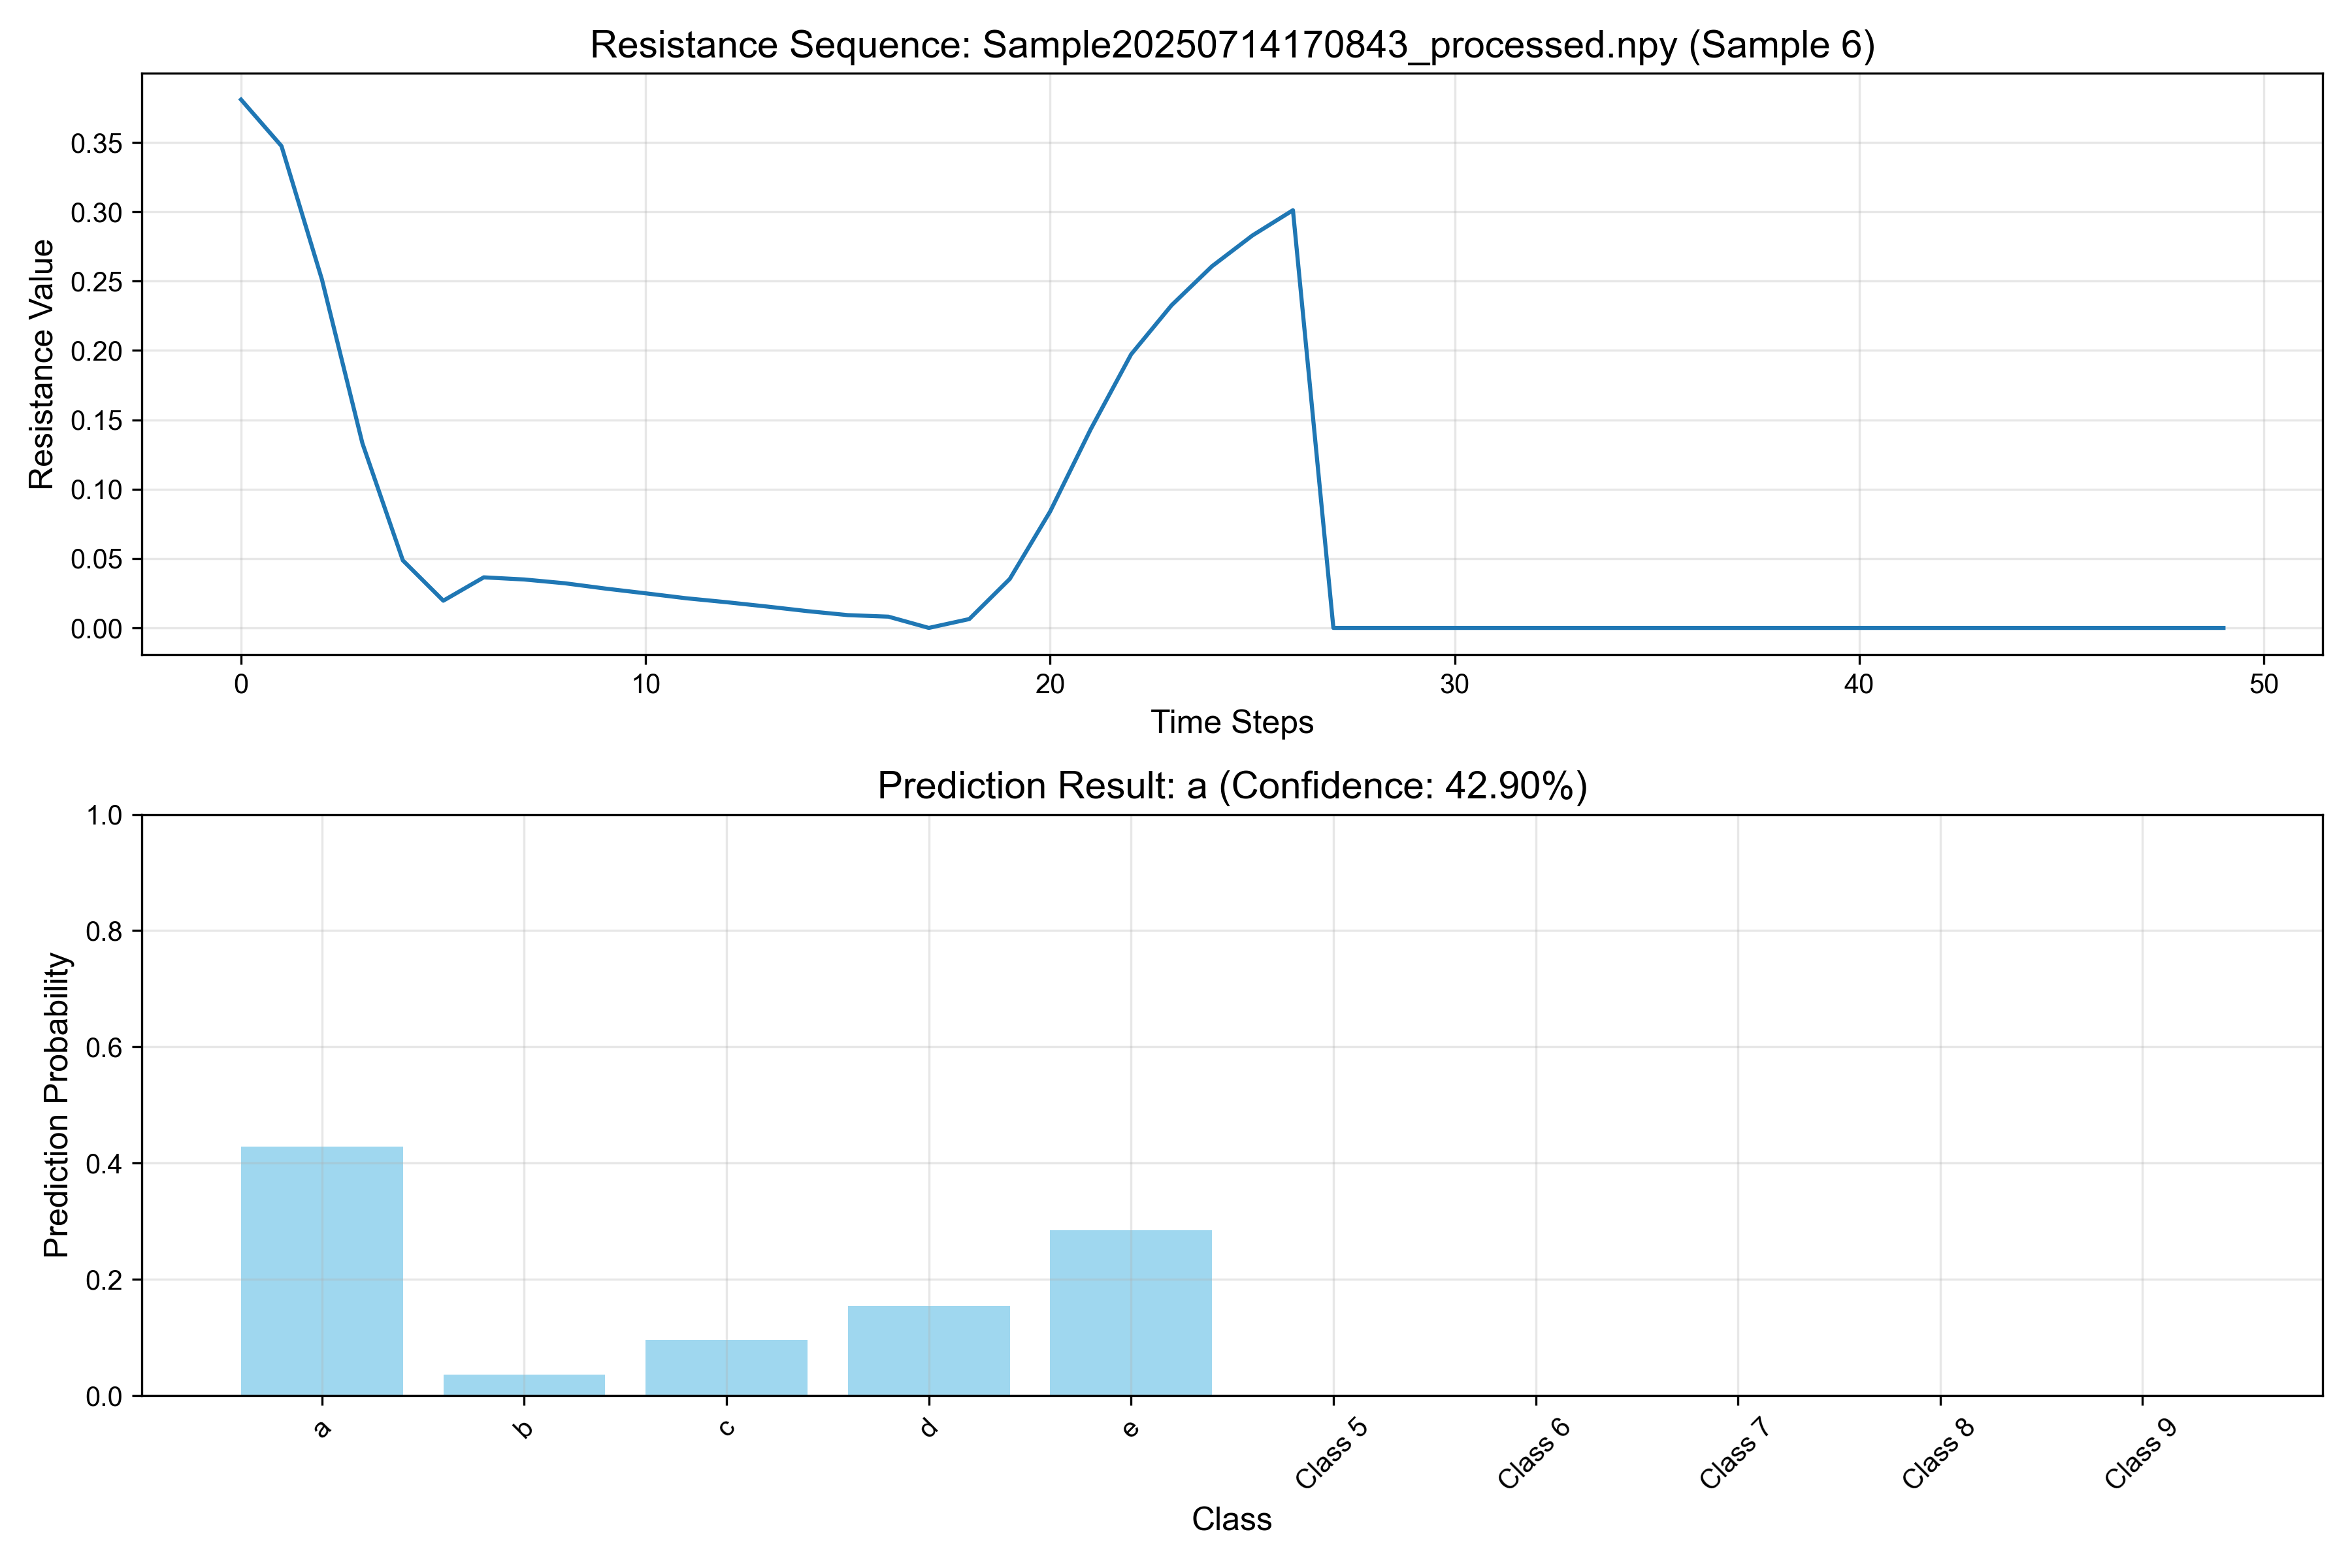 Resistance Sequence: Sample20250714170843_processed.npy (Sample 6)
Resistance Value
0.35
0.30
0.25
0.20
0.15
0.10
0.05
0.00
0 10 20 30 40 50
Time Steps
Prediction Result: a (Confidence: 42.90%)
Prediction Probability
1.0
0.8
0.6
0.4
0.2
0.0
a b c d e Class 5 Class 6 Class 7 Class 8 Class 9
Class